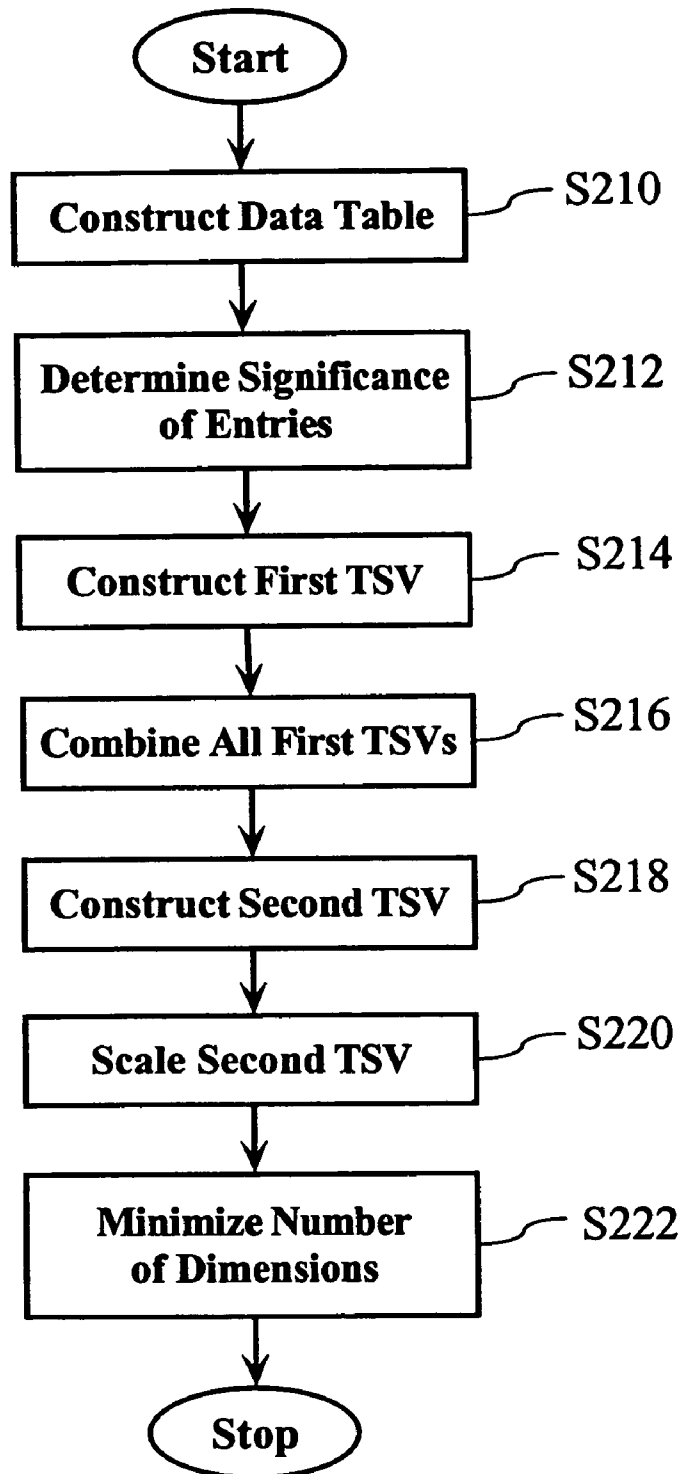 Start
Construct Data Table
S210
Determine Significance
of Entries
S212
Construct First TSV
S214
Combine All First TSVs
S216
Construct Second TSV
S218
Scale Second TSV
S220
Minimize Number
of Dimensions
S222
Stop